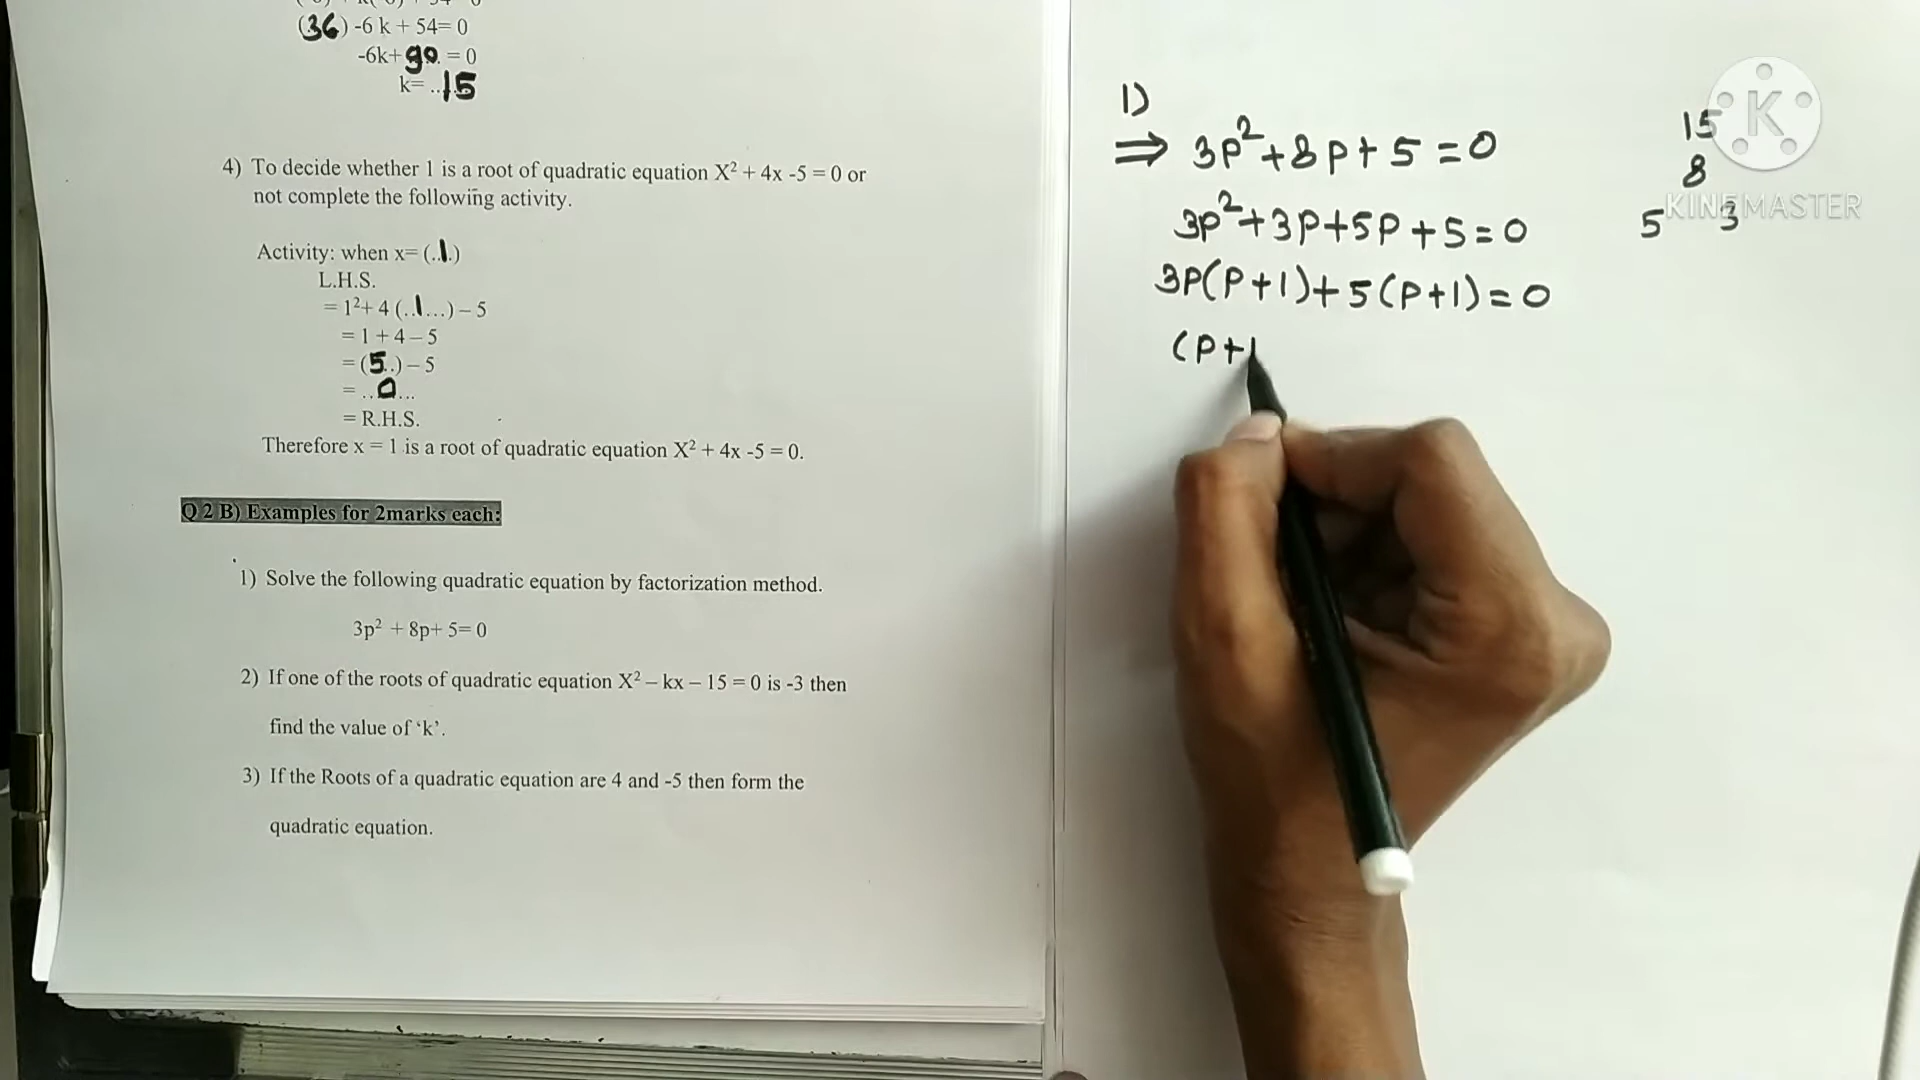 (36) -6 k + 54= 0
-6k+ 90. = 0
k= ..15
4) To decide whether 1 is a root of quadratic equation X² + 4x -5 = 0 or
not complete the following activity.
Activity: when x= (..1.)
L.H.S.
= 1²+ 4 (..1...) – 5
= 1 + 4 – 5
= (5..) – 5
= ..0...
= R.H.S.
Therefore x = 1 is a root of quadratic equation X² + 4x -5 = 0.
Q 2 B) Examples for 2marks each:
1) Solve the following quadratic equation by factorization method.
3p² + 8p+ 5= 0
2) If one of the roots of quadratic equation X² – kx – 15 = 0 is -3 then
find the value of ‘k’.
3) If the Roots of a quadratic equation are 4 and -5 then form the
quadratic equation.
1)
⇒ 3p²+8p+5=0
3p²+3p+5p+5=0
3p(p+1)+5(p+1)=0
(p+1
15
8
5 3
K
KINEMASTER